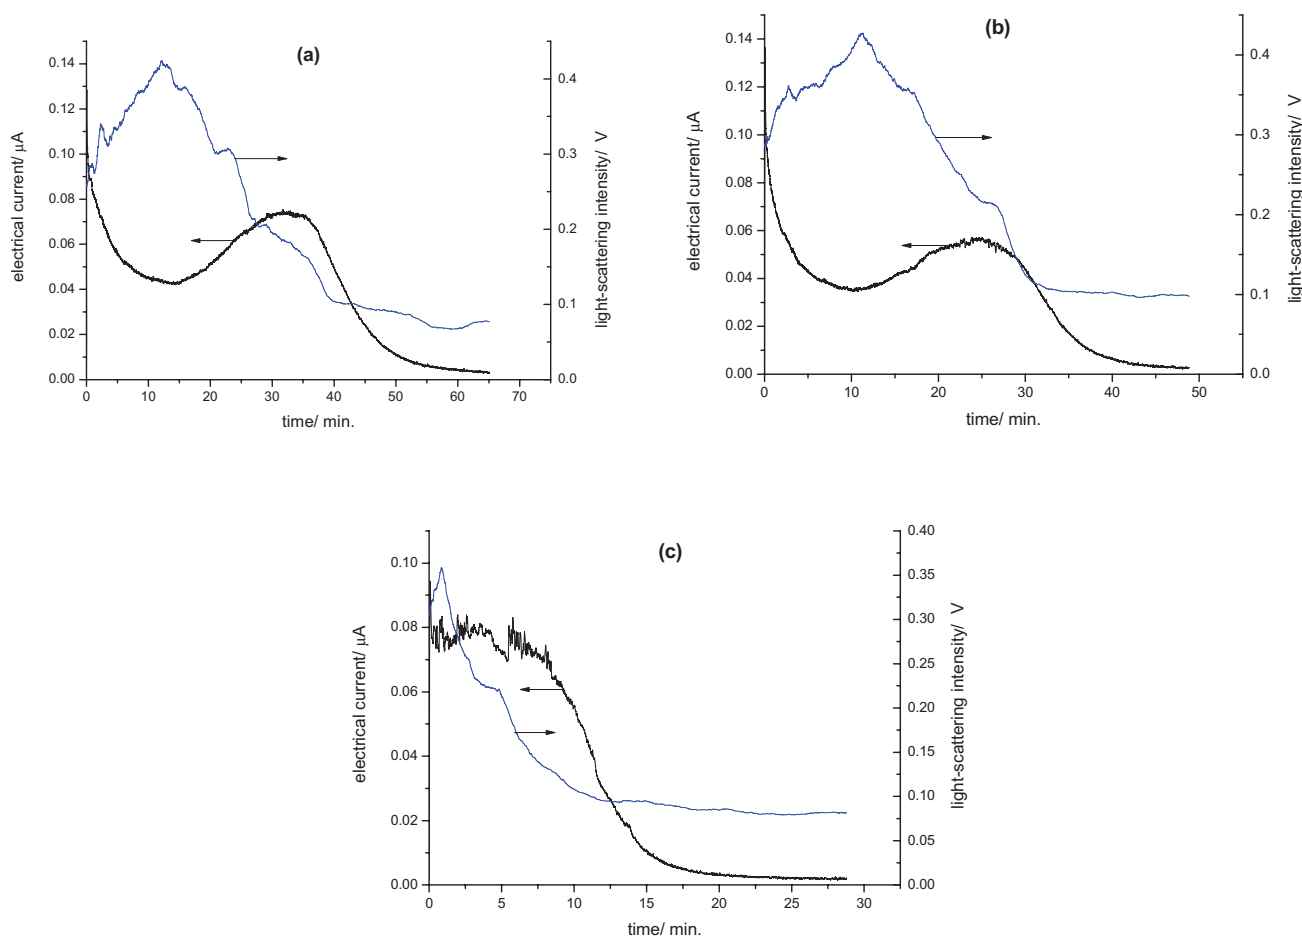 (a)
0.14
0.12
0.10
0.08
0.06
0.04
0.02
0.00
electrical current/ µA
0.4
0.3
0.2
0.1
0.0
light-scattering intensity/ V
0 10 20 30 40 50 60 70
time/ min.
(b)
0.14
0.12
0.10
0.08
0.06
0.04
0.02
0.00
electrical current/ µA
0.4
0.3
0.2
0.1
0.0
light-scattering intensity/ V
0 10 20 30 40 50
time/ min.
(c)
0.10
0.08
0.06
0.04
0.02
0.00
electrical current/ µA
0.40
0.35
0.30
0.25
0.20
0.15
0.10
0.05
0.00
light-scattering intensity/ V
0 5 10 15 20 25 30
time/ min.